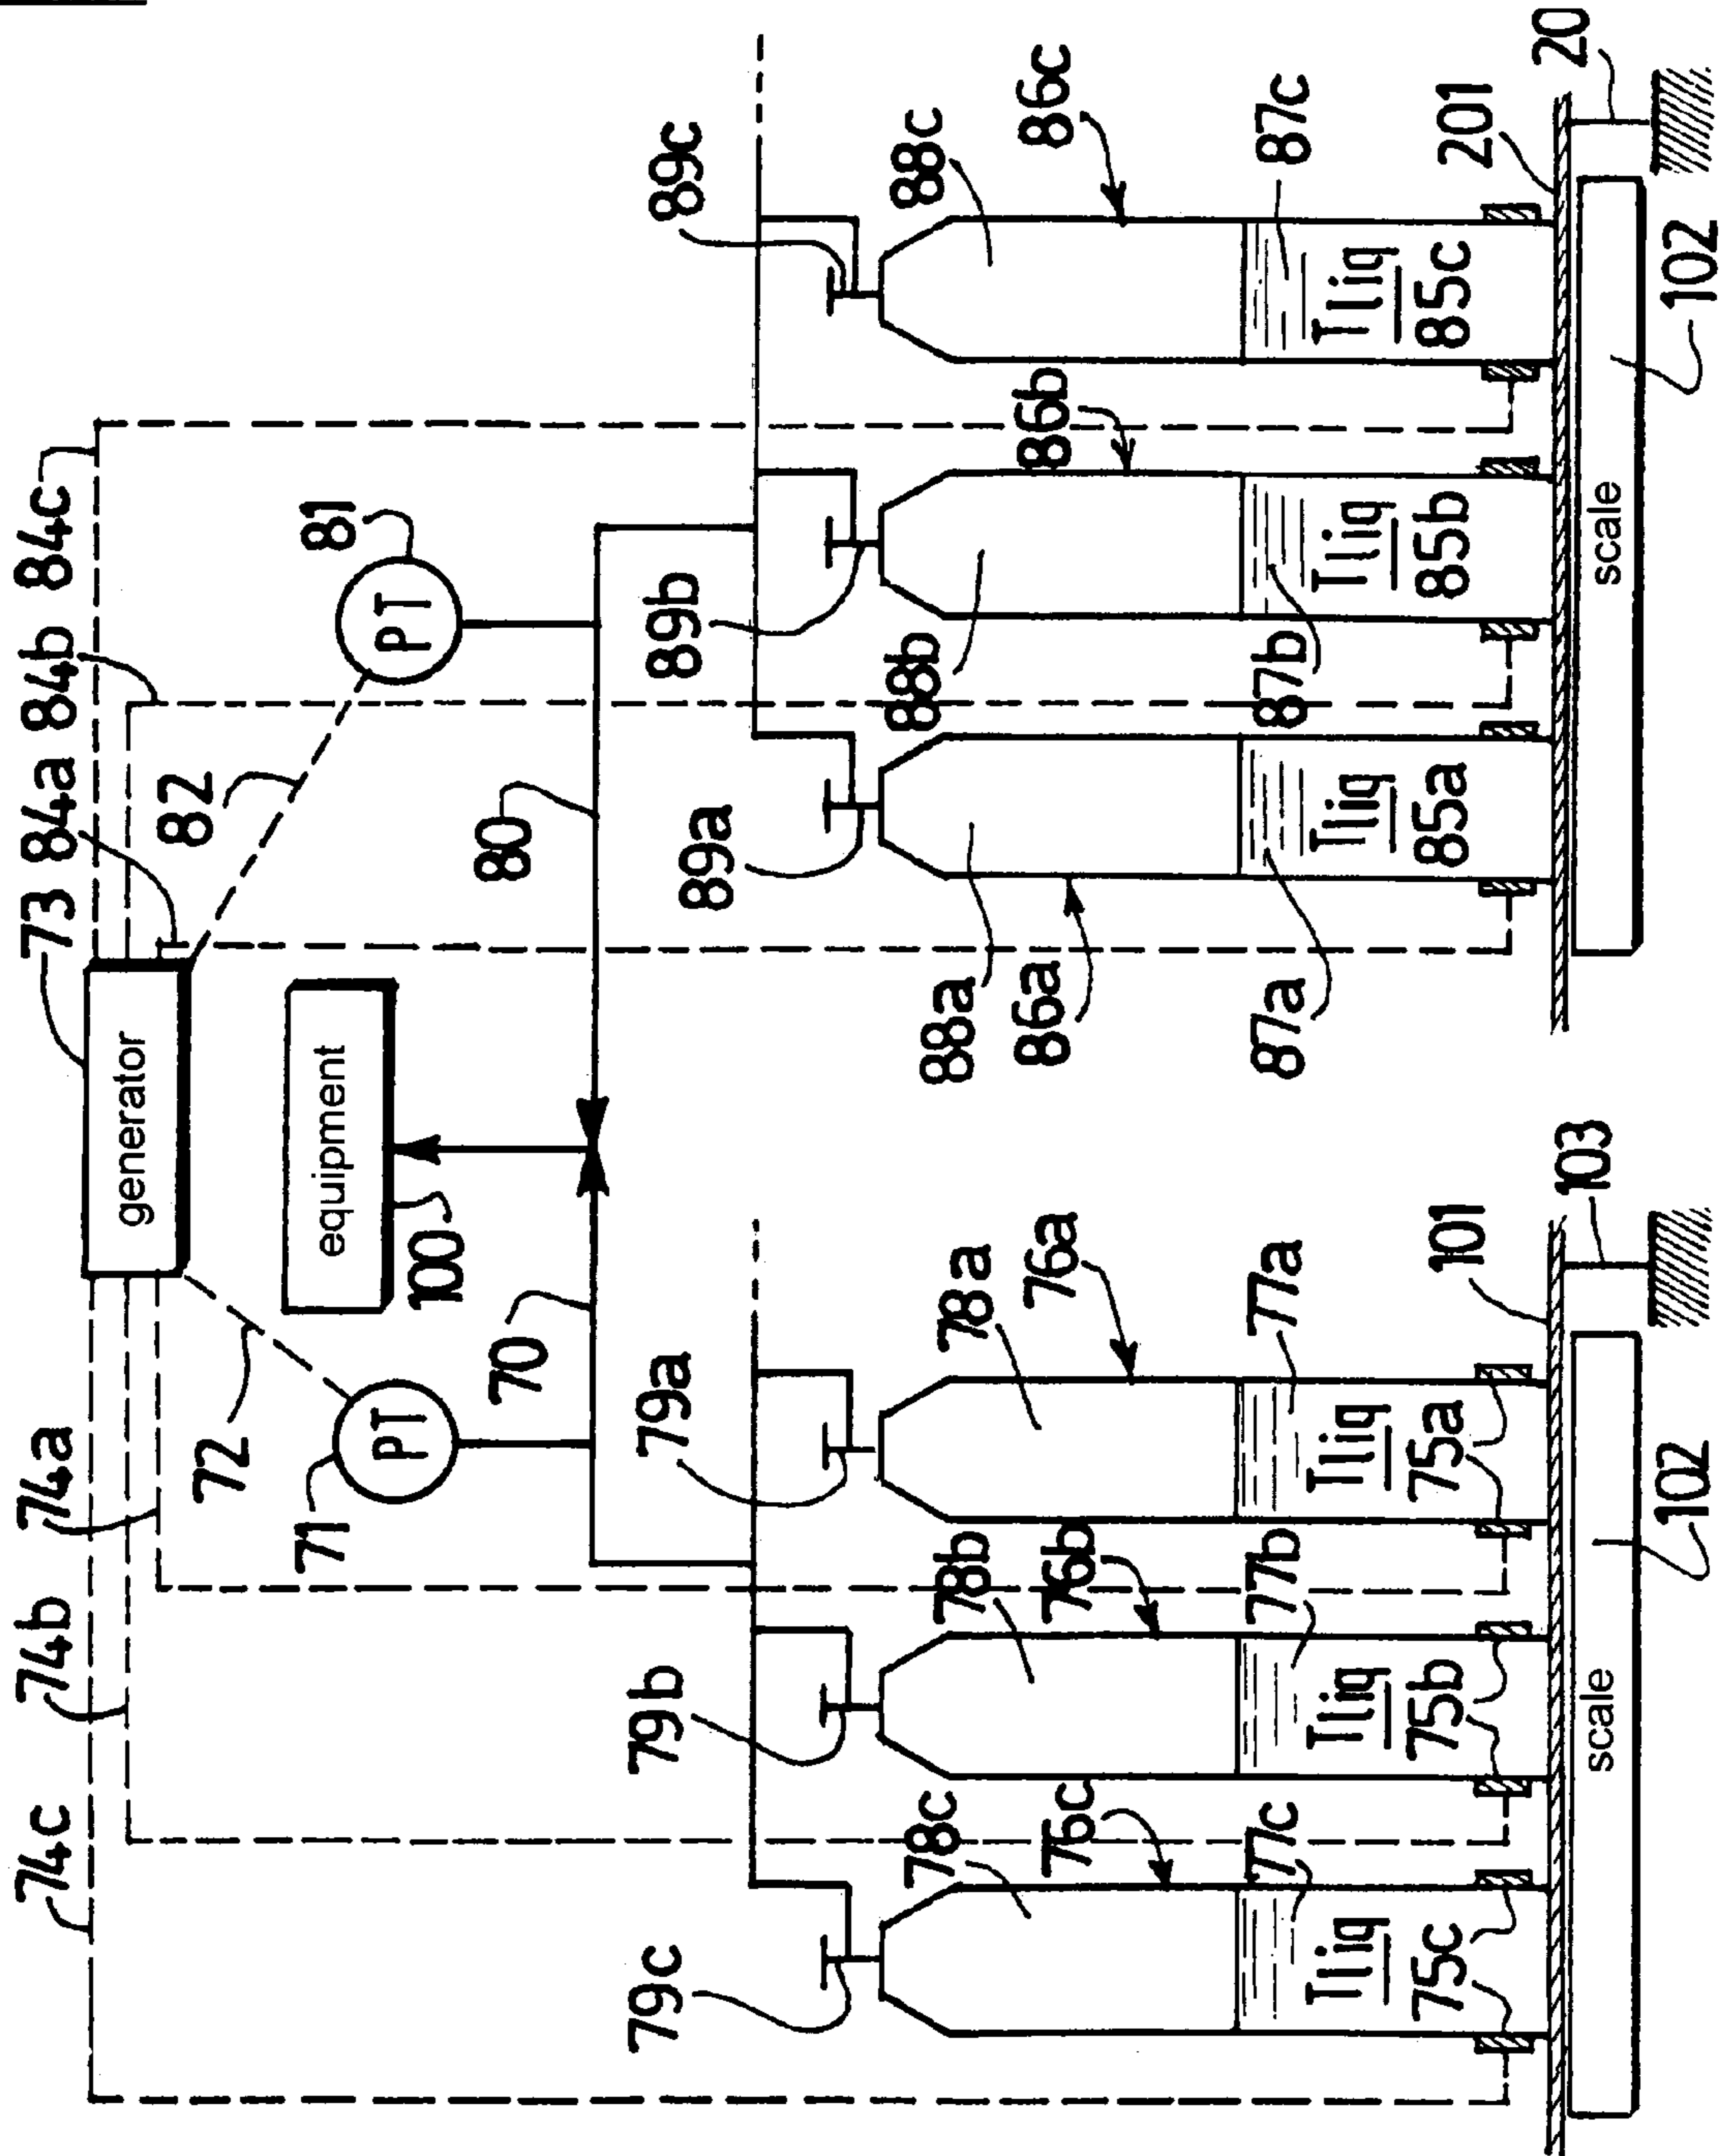 74c 74b 74a 73 84a 84b 84c
generator
72 82
71 PT PT 81
equipment
100
70 80
79c 79b 79a 89a 89b 89c
78c 78b 78a 88a 88b 88c
76c 76b 76a 86a 86b 86c
77c 77b 77a 87a 87b 87c
Tliq Tliq Tliq Tliq Tliq Tliq
75c 75b 75a 85a 85b 85c
101 201
103 20
scale scale
102 102